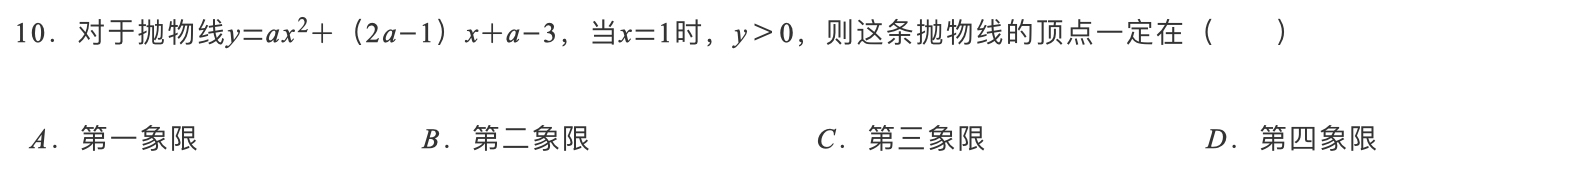 10．对于抛物线y=ax²+（2a−1）x+a−3，当x=1时，y＞0，则这条抛物线的顶点一定在（　　）
A．第一象限　B．第二象限　C．第三象限　D．第四象限